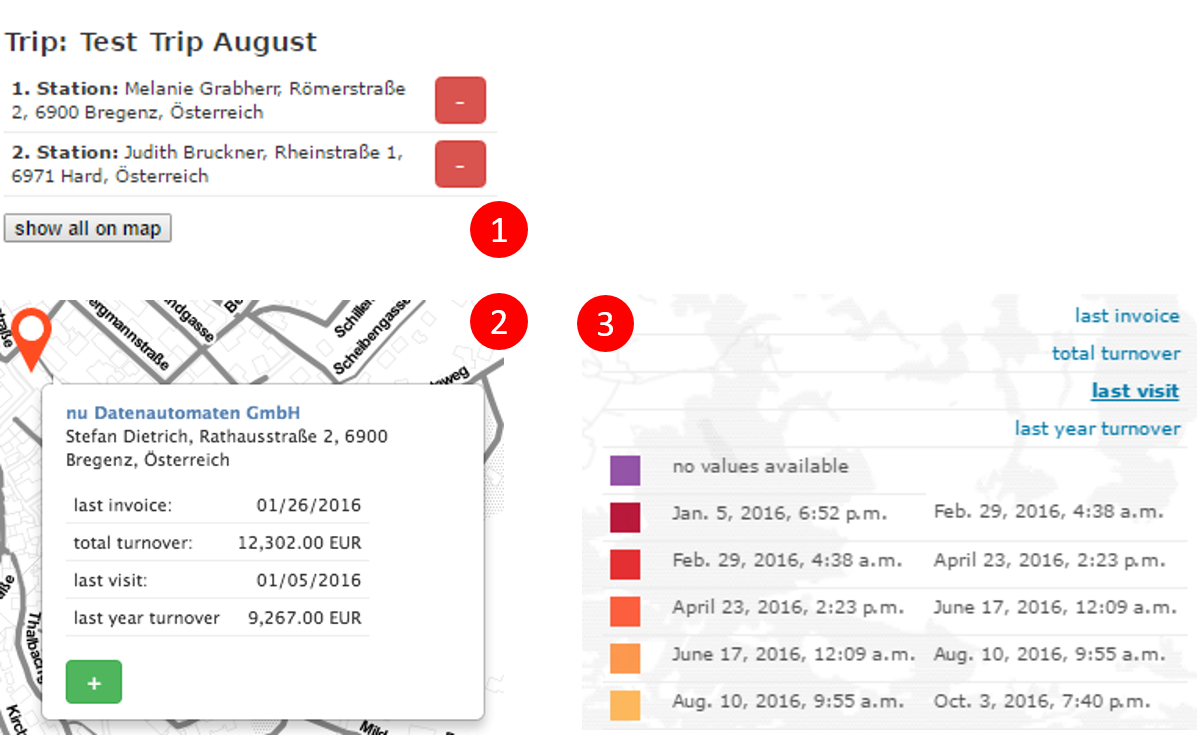 Trip: Test Trip August
1. Station: Melanie Grabherr, Römerstraße
2, 6900 Bregenz, Österreich
-
2. Station: Judith Bruckner, Rheinstraße 1,
6971 Hard, Österreich
-
show all on map
1
2
ergmannstraße
ndgasse
Schillen
Scheibengasse
weg
raße
nu Datenautomaten GmbH
Stefan Dietrich, Rathausstraße 2, 6900
Bregenz, Österreich
last invoice: 01/26/2016
total turnover: 12,302.00 EUR
last visit: 01/05/2016
last year turnover 9,267.00 EUR
+
aße
Thalbachg
Kirch
Mild
3
last invoice
total turnover
last visit
last year turnover
no values available
Jan. 5, 2016, 6:52 p.m. Feb. 29, 2016, 4:38 a.m.
Feb. 29, 2016, 4:38 a.m. April 23, 2016, 2:23 p.m.
April 23, 2016, 2:23 p.m. June 17, 2016, 12:09 a.m.
June 17, 2016, 12:09 a.m. Aug. 10, 2016, 9:55 a.m.
Aug. 10, 2016, 9:55 a.m. Oct. 3, 2016, 7:40 p.m.